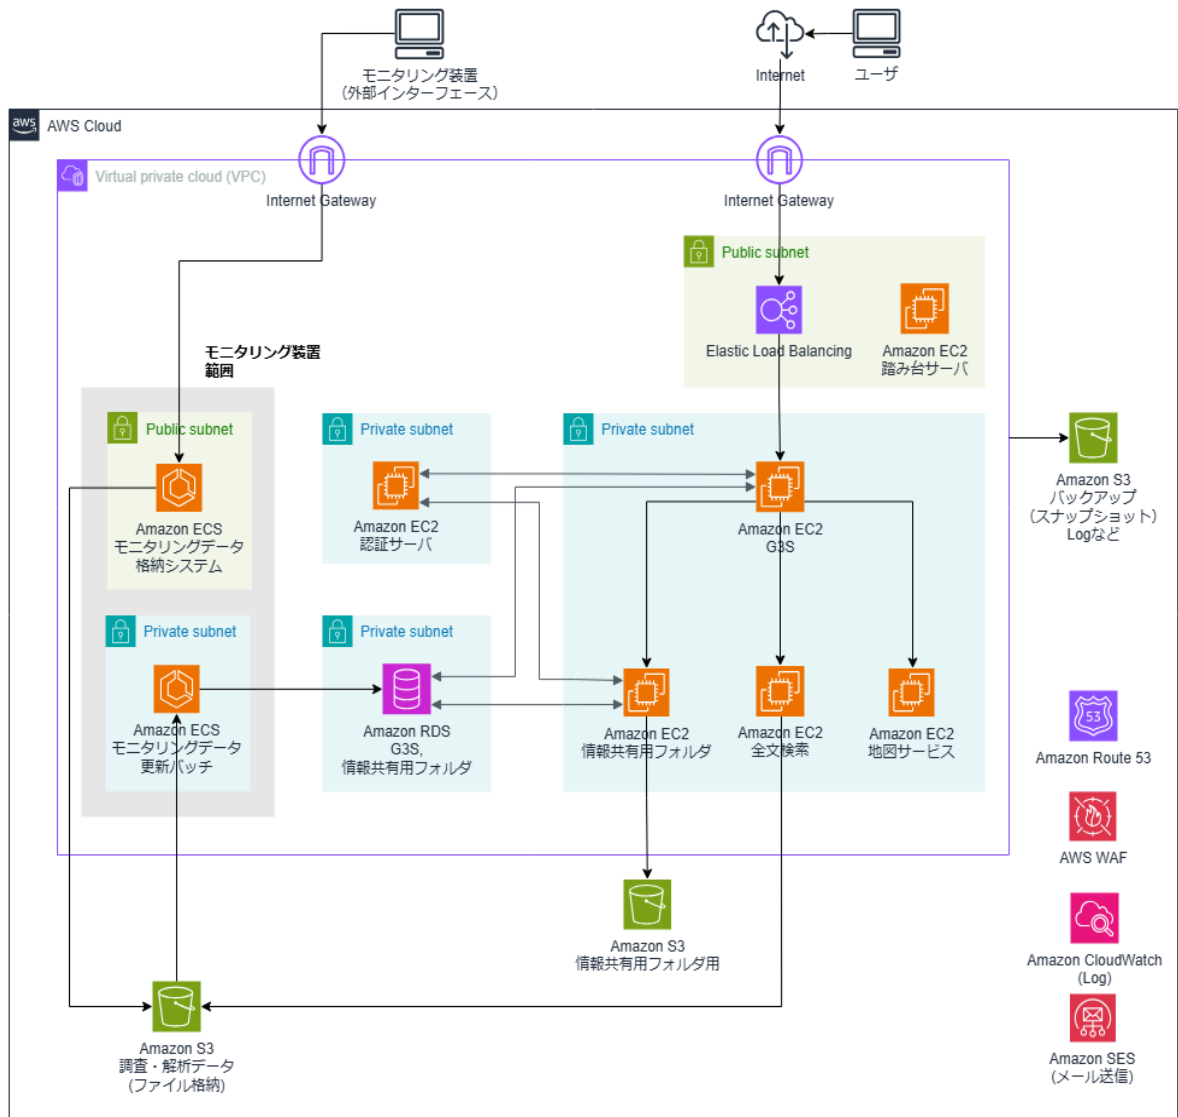 モニタリング装置
（外部インターフェース）
Internet
ユーザ
aws
AWS Cloud
Virtual private cloud (VPC)
Internet Gateway
Internet Gateway
Public subnet
Elastic Load Balancing
Amazon EC2
踏み台サーバ
モニタリング装置
範囲
Public subnet
Amazon ECS
モニタリングデータ
格納システム
Private subnet
Amazon EC2
認証サーバ
Private subnet
Amazon EC2
G3S
Amazon S3
バックアップ
（スナップショット）
Logなど
Private subnet
Amazon ECS
モニタリングデータ
更新バッチ
Private subnet
Amazon RDS
G3S,
情報共有用フォルダ
Amazon EC2
情報共有用フォルダ
Amazon EC2
全文検索
Amazon EC2
地図サービス
53
Amazon Route 53
AWS WAF
Amazon CloudWatch
(Log)
Amazon SES
(メール送信)
Amazon S3
情報共有用フォルダ用
Amazon S3
調査・解析データ
(ファイル格納)